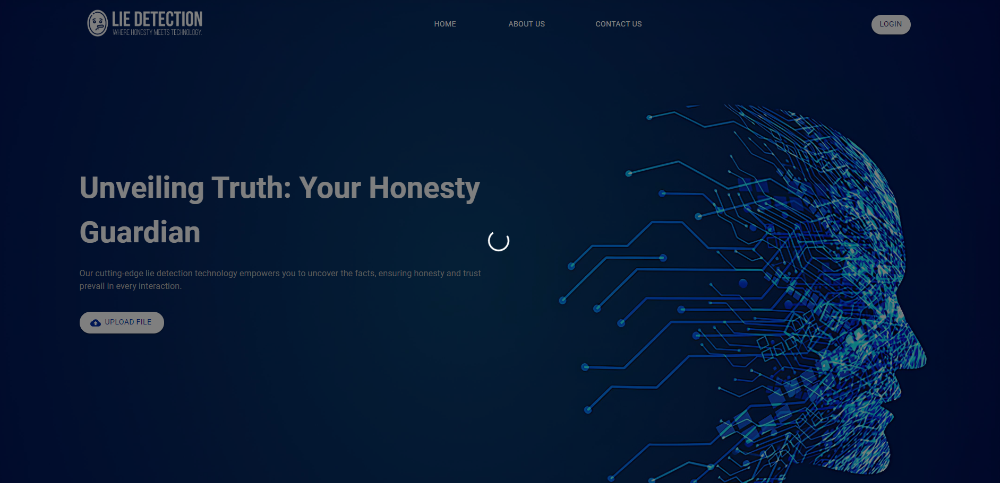 LIE DETECTION
WHERE HONESTY MEETS TECHNOLOGY.
HOME
ABOUT US
CONTACT US
LOGIN
Unveiling Truth: Your Honesty
Guardian
Our cutting-edge lie detection technology empowers you to uncover the facts, ensuring honesty and trust
prevail in every interaction.
UPLOAD FILE